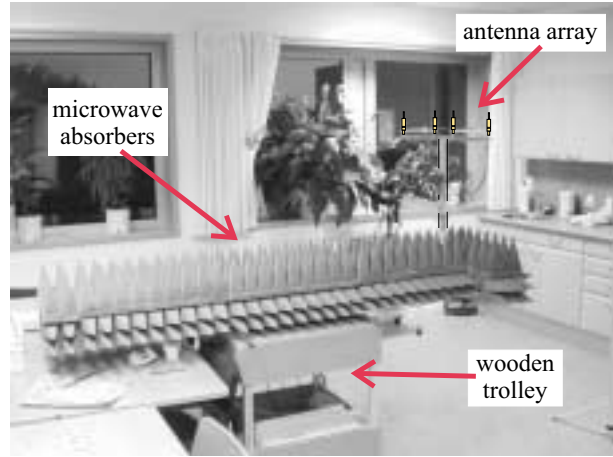 antenna array
microwave
absorbers
wooden
trolley